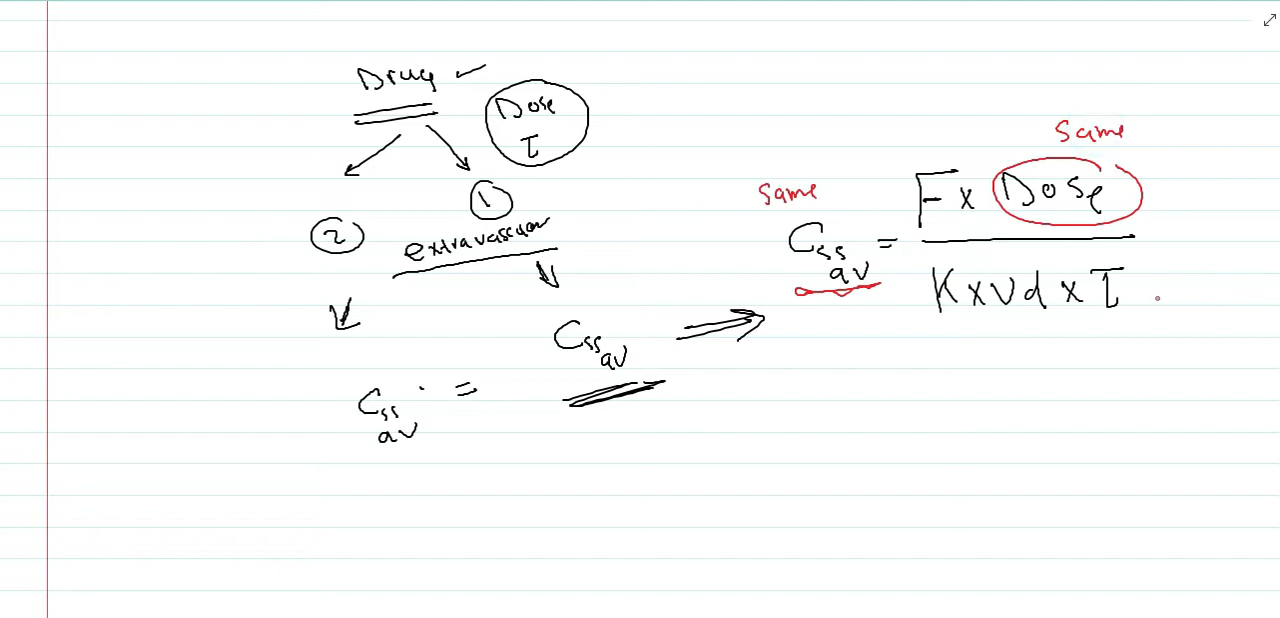 Drug
Dose
τ
1
2
extravascular
Css av
Css av =
same
same
Css av = F x Dose
K x Vd x τ